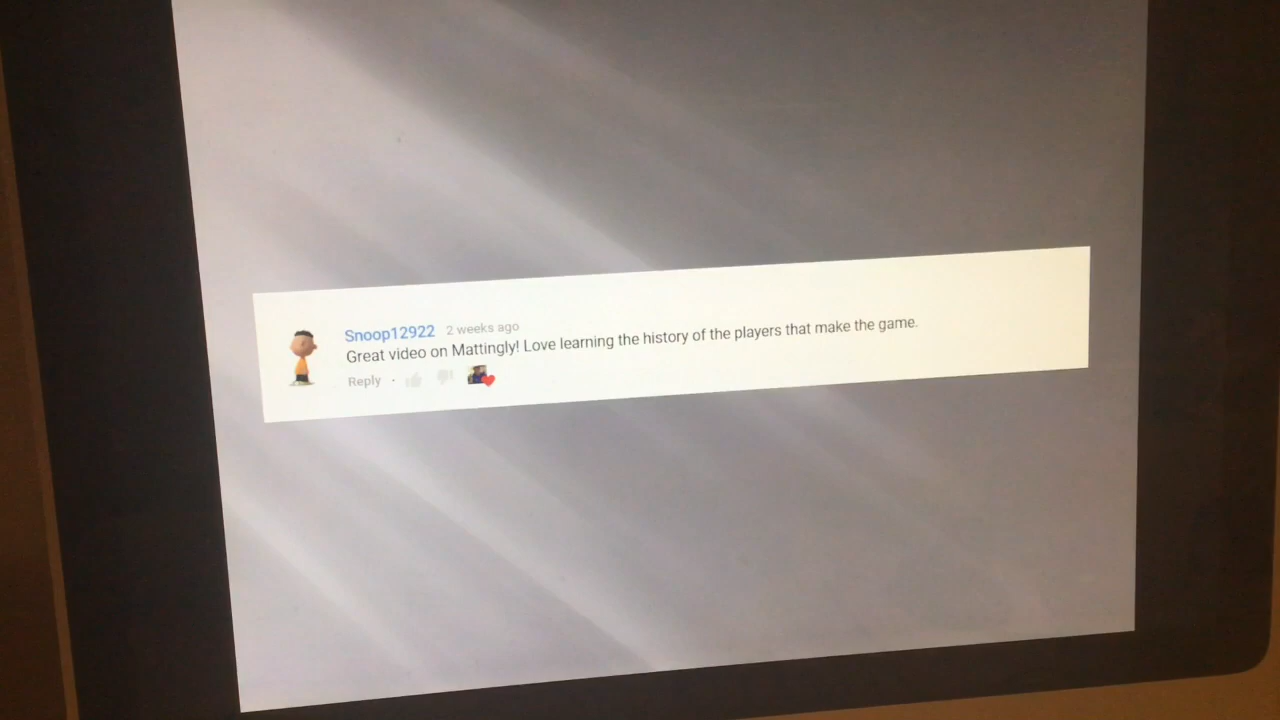 Snoop12922 2 weeks ago
Great video on Mattingly! Love learning the history of the players that make the game.
Reply ·